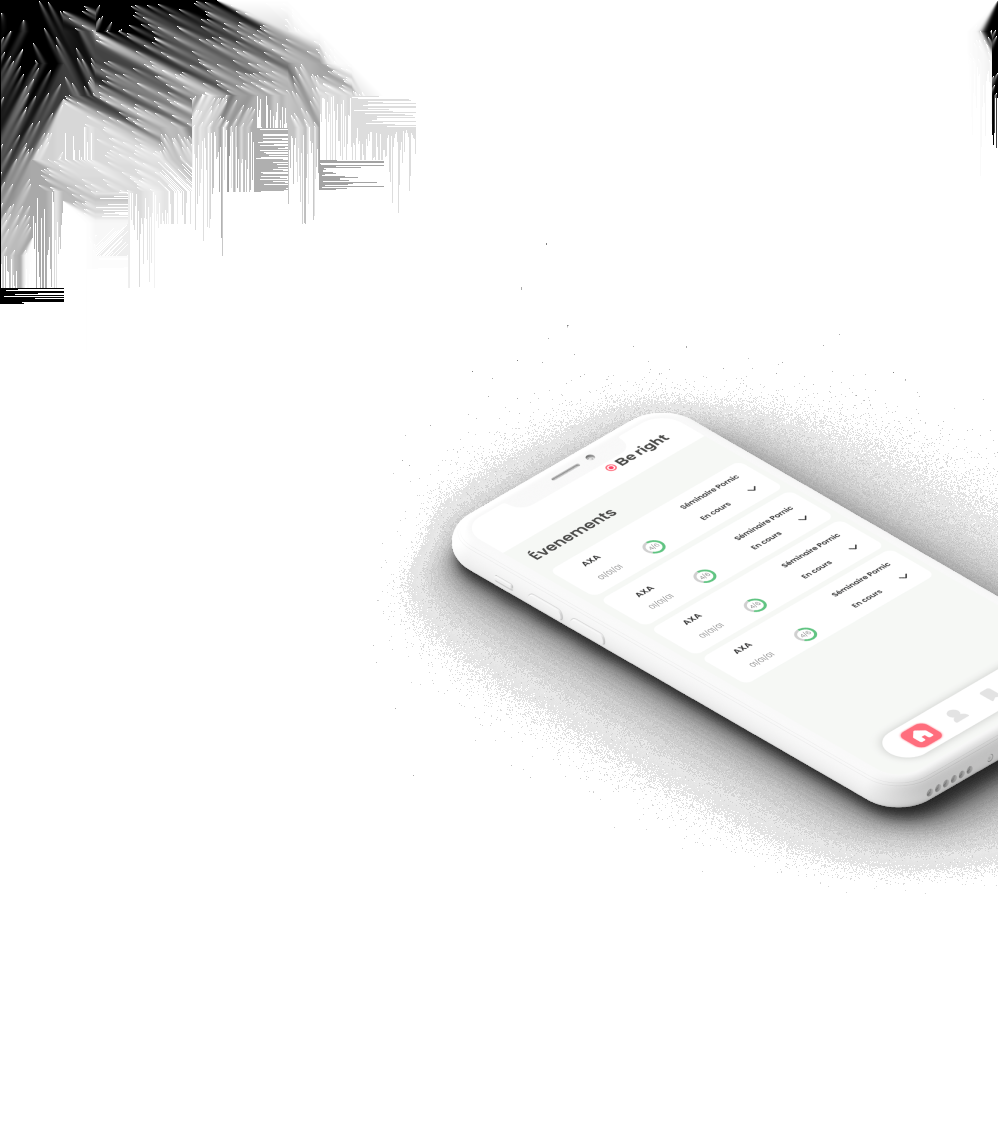 Be right
Évenements
AXA
Séminaire Pornic
01/01/01
4/6
En cours
AXA
Séminaire Pornic
01/01/01
4/6
En cours
AXA
Séminaire Pornic
01/01/01
4/6
En cours
AXA
Séminaire Pornic
01/01/01
4/6
En cours